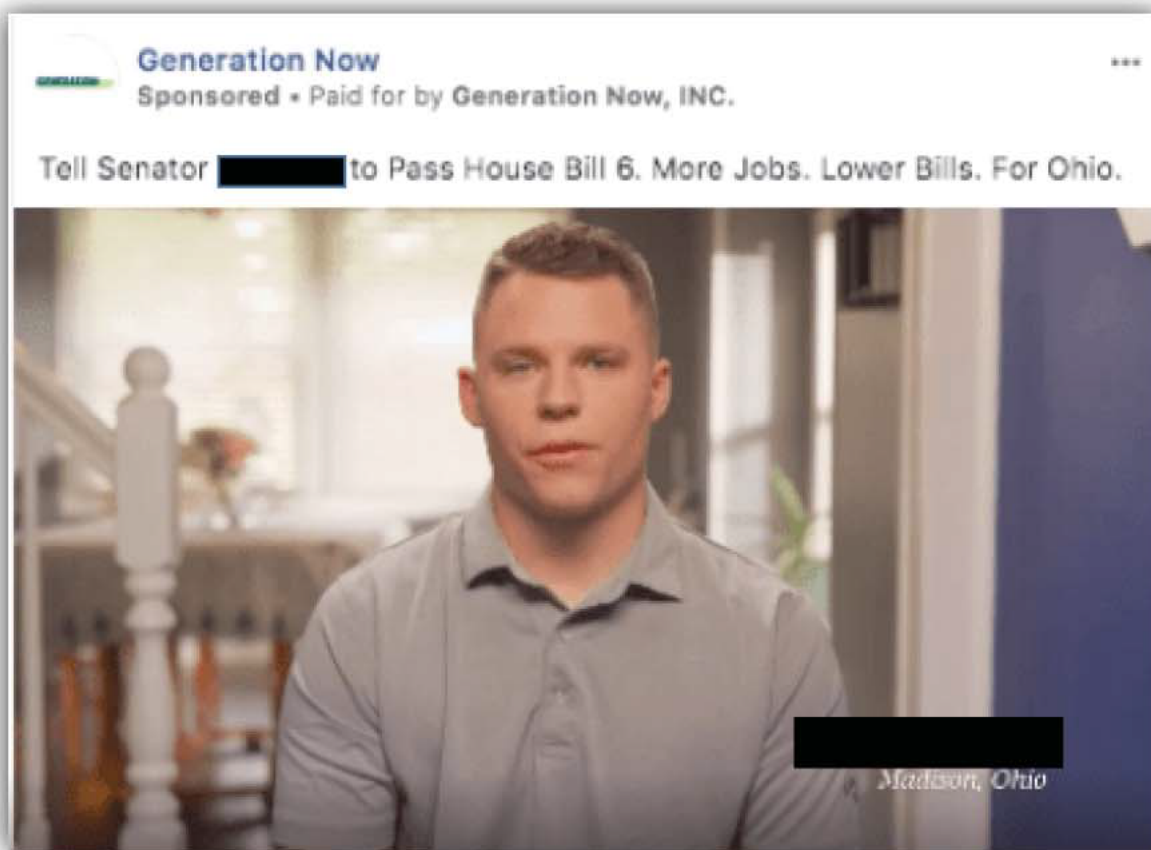 Generation Now
Sponsored • Paid for by Generation Now, INC.
Tell Senator to Pass House Bill 6. More Jobs. Lower Bills. For Ohio.
Madison, Ohio